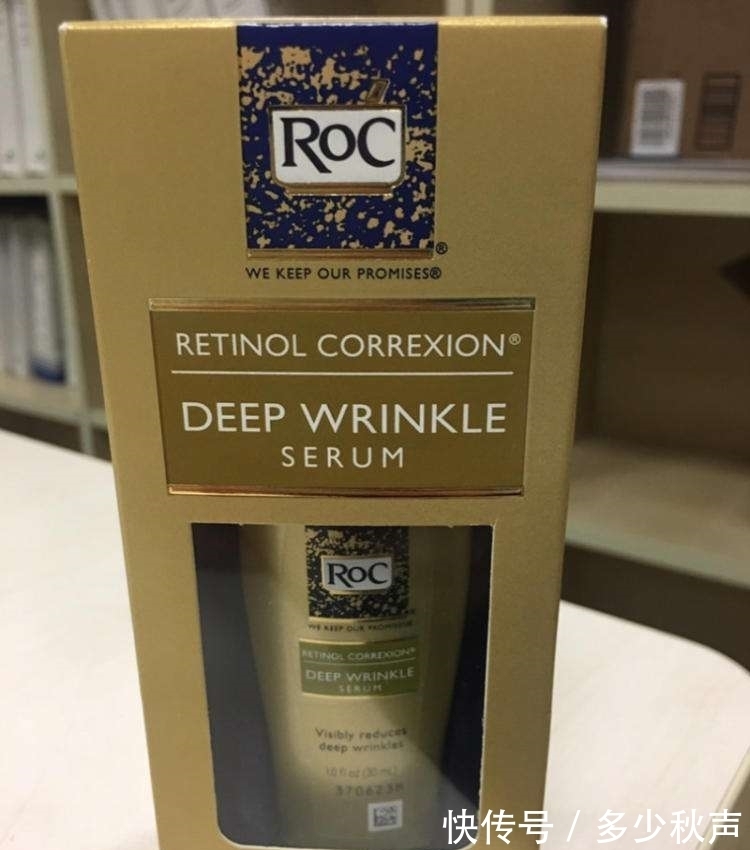 RoC
®
WE KEEP OUR PROMISES®
RETINOL CORREXION®
DEEP WRINKLE
SERUM
RoC
WE KEEP OUR PROMISES®
RETINOL CORREXION®
DEEP WRINKLE
SERUM
Visibly reduces
deep wrinkles
1.0 fl oz (30 mL)
快传号 / 多少秋声